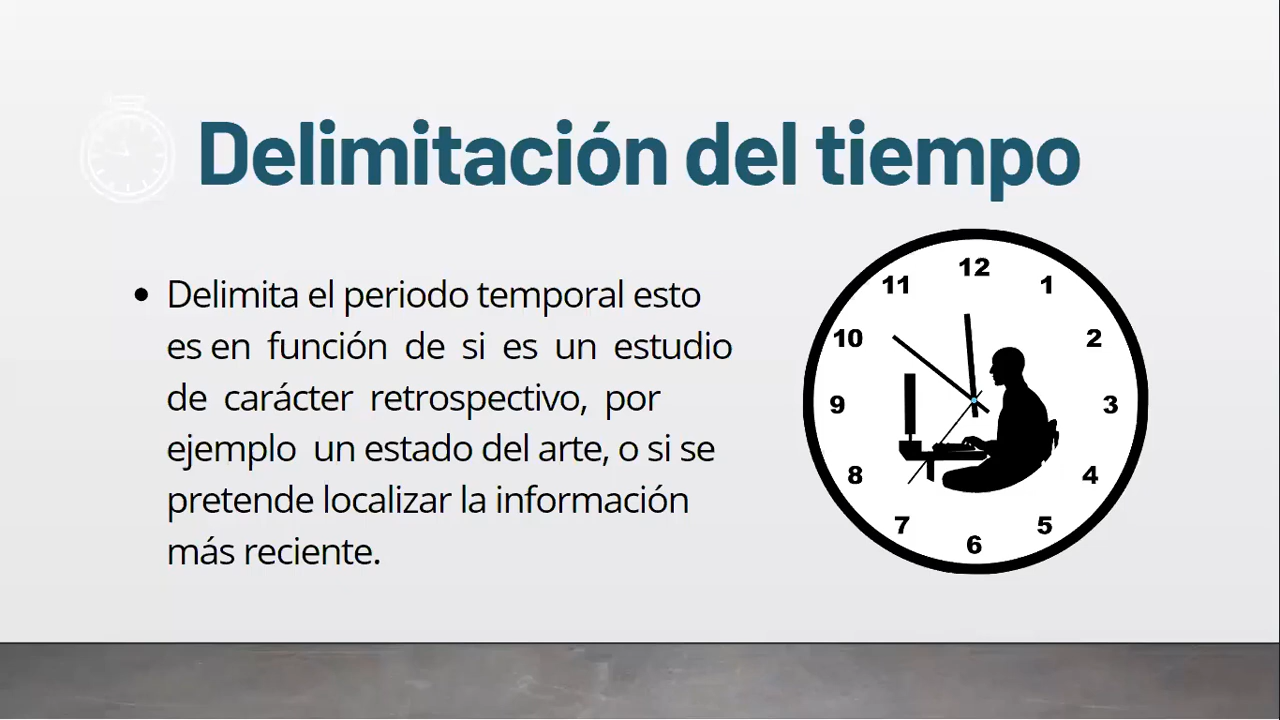 Delimitación del tiempo
• Delimita el periodo temporal esto
es en función de si es un estudio
de carácter retrospectivo, por
ejemplo un estado del arte, o si se
pretende localizar la información
más reciente.
12
11
1
10
2
9
3
8
4
7
5
6